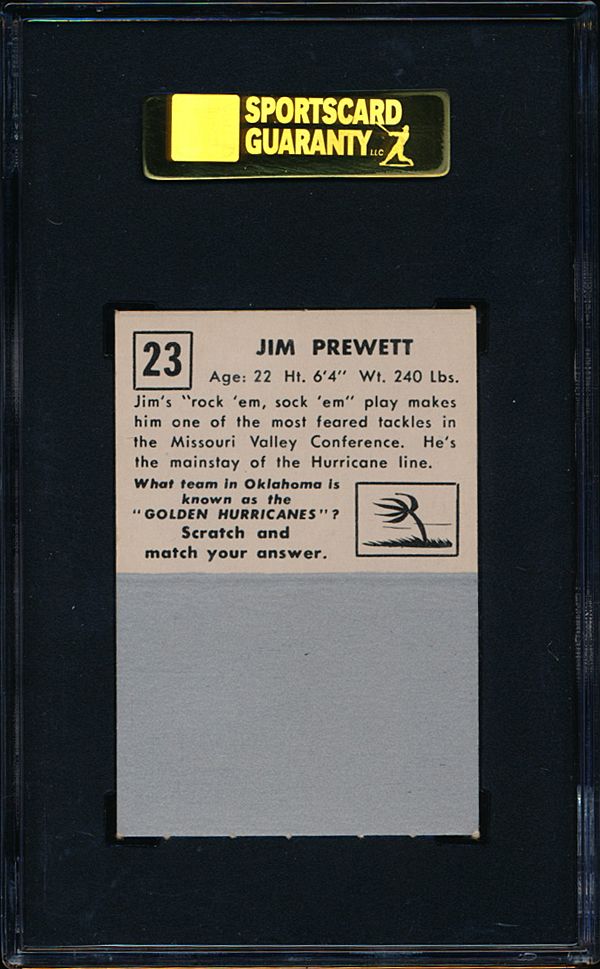 SPORTSCARD
GUARANTY LLC
23
JIM PREWETT
Age: 22 Ht. 6'4" Wt. 240 Lbs.
Jim's "rock 'em, sock 'em" play makes
him one of the most feared tackles in
the Missouri Valley Conference. He's
the mainstay of the Hurricane line.
What team in Oklahoma is
known as the
"GOLDEN HURRICANES"?
Scratch and
match your answer.